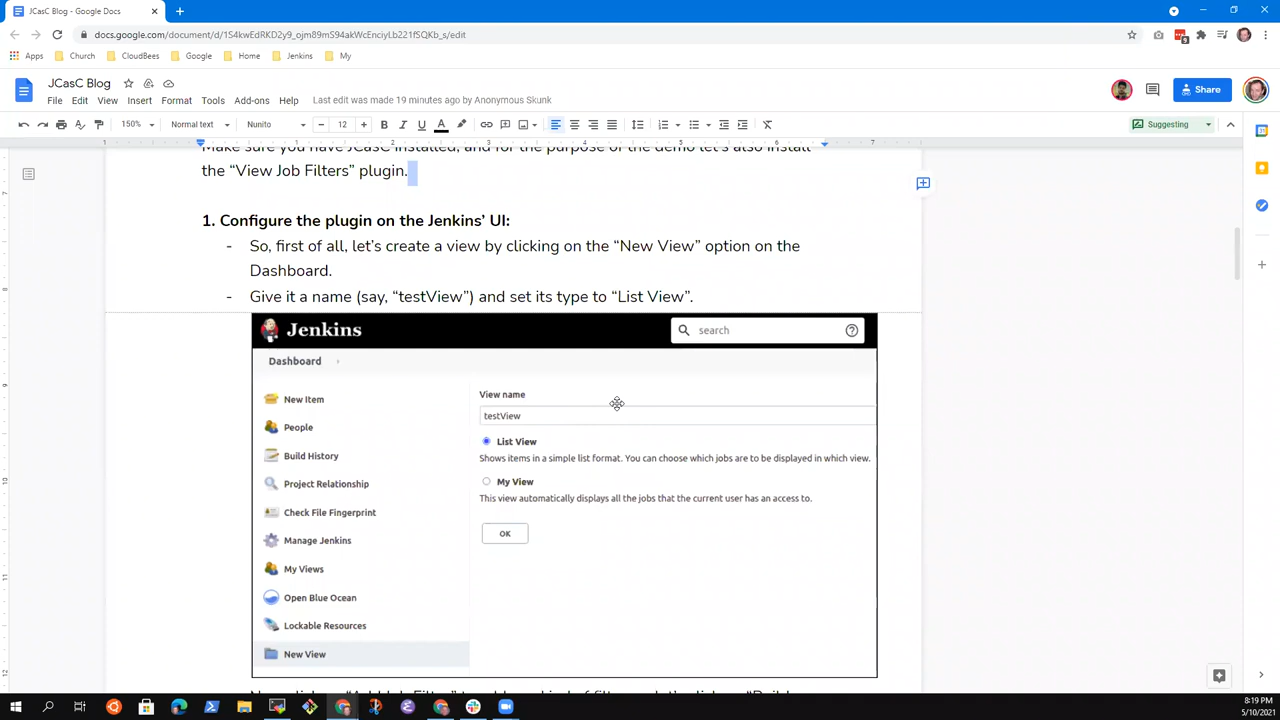 JCasC Blog - Google Docs
docs.google.com/document/d/1S4kwEdRKD2y9_ojm89mS94akWcEnciyLb221fSQKb_s/edit
Apps Church CloudBees Google Home Jenkins My
JCasC Blog
File Edit View Insert Format Tools Add-ons Help Last edit was made 19 minutes ago by Anonymous Skunk
Share
150% Normal text Nunito 12 Suggesting
1 1 2 3 4 5 6 7
the “View Job Filters” plugin.
1. Configure the plugin on the Jenkins’ UI:
- So, first of all, let’s create a view by clicking on the “New View” option on the
Dashboard.
- Give it a name (say, “testView”) and set its type to “List View”.
Jenkins search
Dashboard
New Item
People
Build History
Project Relationship
Check File Fingerprint
Manage Jenkins
My Views
Open Blue Ocean
Lockable Resources
New View
View name
testView
List View
Shows items in a simple list format. You can choose which jobs are to be displayed in which view.
My View
This view automatically displays all the jobs that the current user has an access to.
OK
8:19 PM
5/10/2021